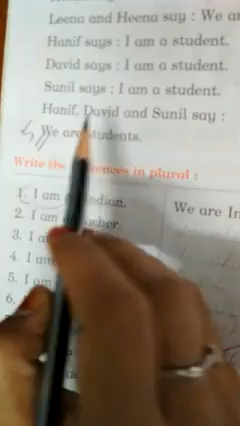 Leena and Heena say : We ar
Hanif says : I am a student.
David says : I am a student.
Sunil says : I am a student.
Hanif, David and Sunil say :
We are students.
Write the sentences in plural :
1. I am Indian.
We are In
2. I am
3. I a
4. I am
5. I am
6.